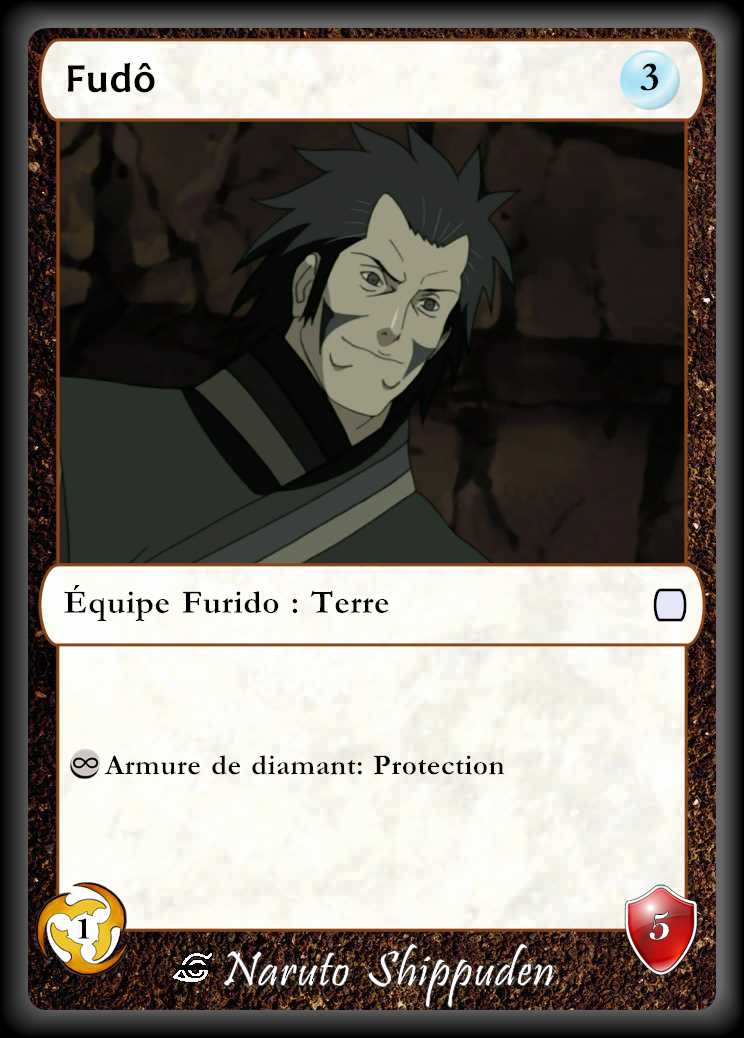 Fudô
3
Équipe Furido : Terre
∞ Armure de diamant: Protection
1
5
Naruto Shippuden